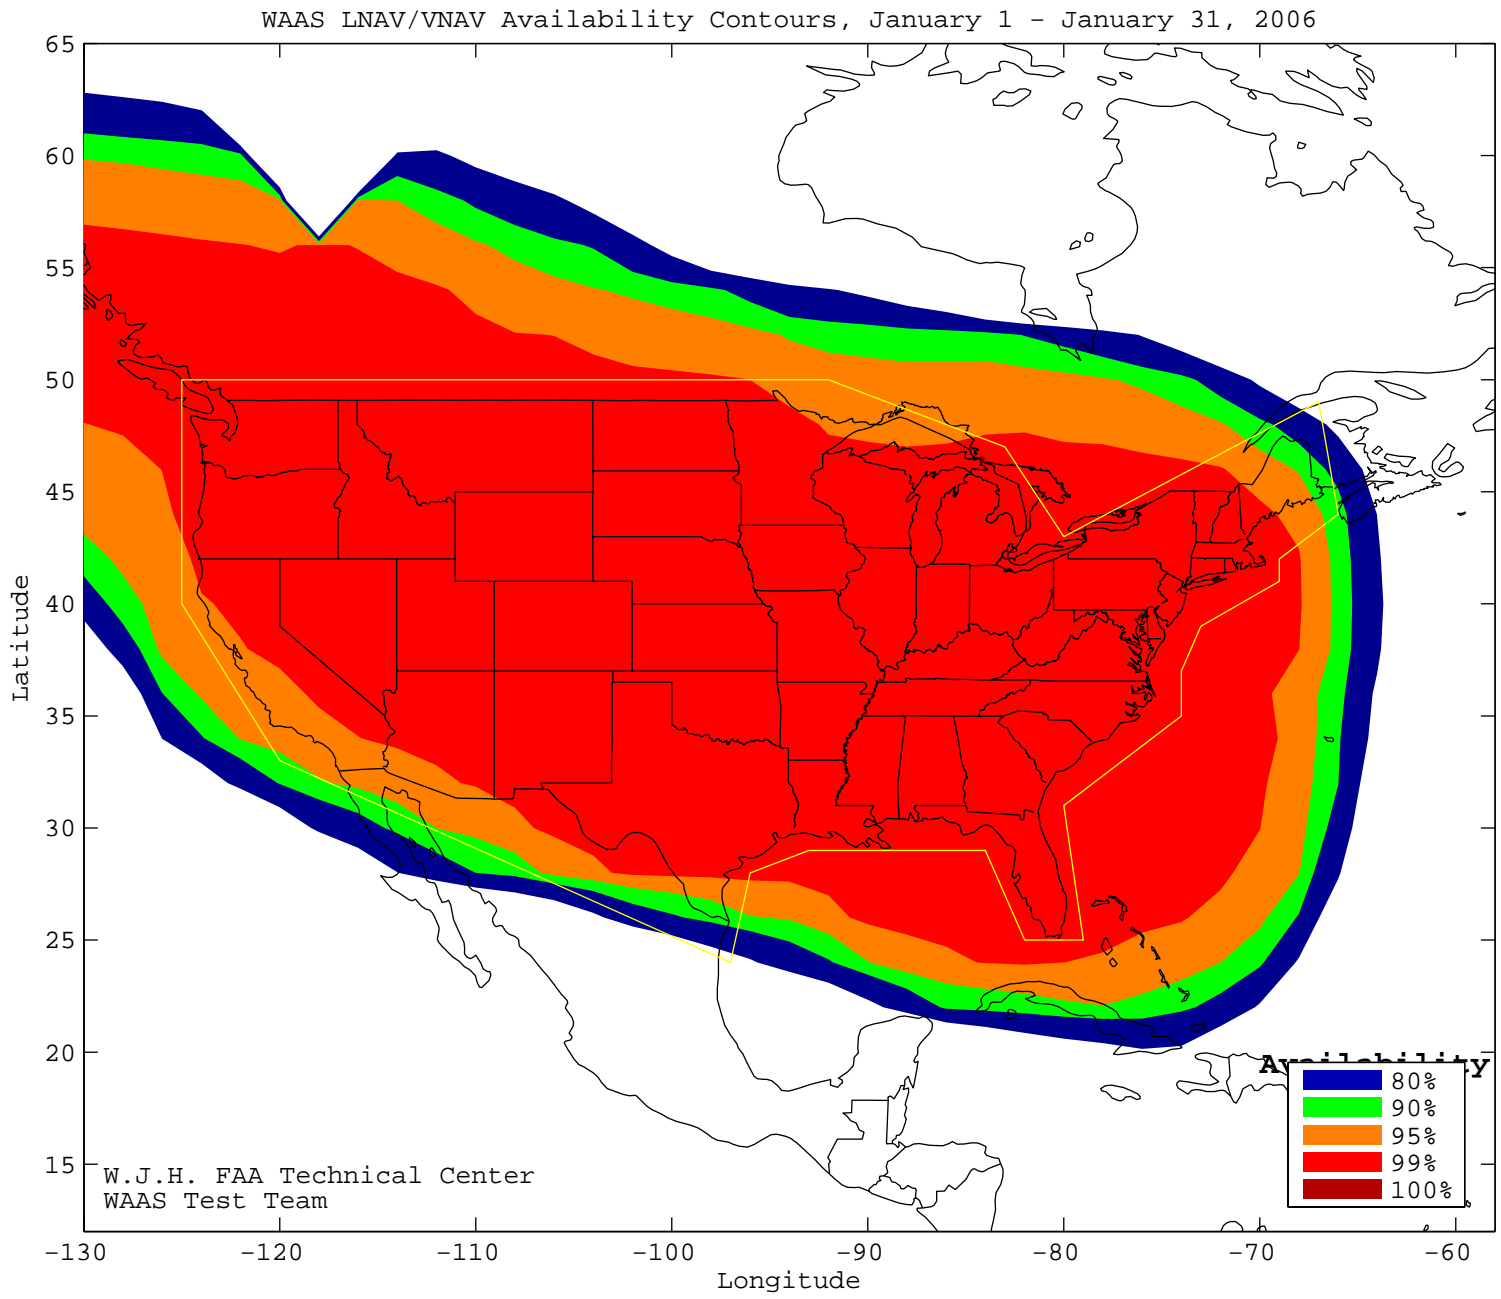 WAAS LNAV/VNAV Availability Contours, January 1 – January 31, 2006
65
60
55
50
45
40
35
30
25
20
15
Latitude
–130 –120 –110 –100 –90 –80 –70 –60
Longitude
W.J.H. FAA Technical Center
WAAS Test Team
Availability
80%
90%
95%
99%
100%